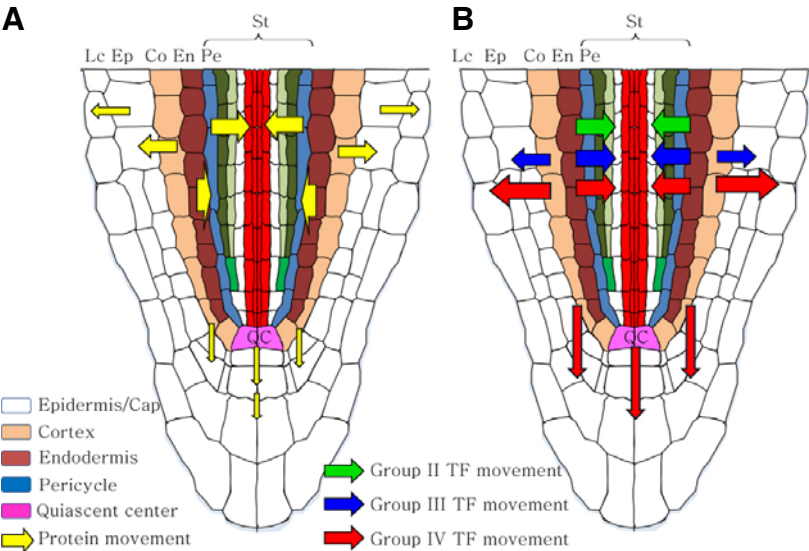 A
B
St
St
Lc Ep Co En Pe
Lc Ep Co En Pe
QC
QC
Epidermis/Cap
Cortex
Endodermis
Pericycle
Quiascent center
Protein movement
Group II TF movement
Group III TF movement
Group IV TF movement